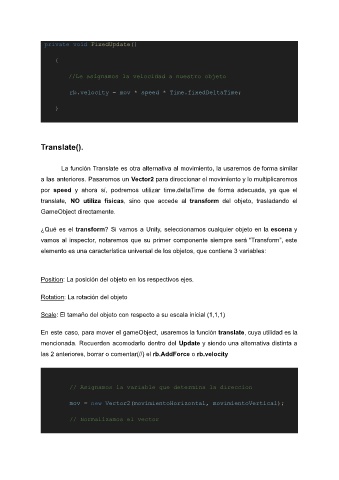 private void FixedUpdate()
{
//Le asignamos la velocidad a nuestro objeto
rb.velocity = mov * speed * Time.fixedDeltaTime;
}
Translate().
La función Translate es otra alternativa al movimiento, la usaremos de forma similar
a las anteriores. Pasaremos un Vector2 para direccionar el movimiento y lo multiplicaremos
por speed y ahora si, podremos utilizar time.deltaTime de forma adecuada, ya que el
translate, NO utiliza físicas, sino que accede al transform del objeto, trasladando el
GameObject directamente.
¿Qué es el transform? Si vamos a Unity, seleccionamos cualquier objeto en la escena y
vamos al inspector, notaremos que su primer componente siempre será "Transform", este
elemento es una característica universal de los objetos, que contiene 3 variables:
Position: La posición del objeto en los respectivos ejes.
Rotation: La rotación del objeto
Scale: El tamaño del objeto con respecto a su escala inicial (1,1,1)
En este caso, para mover el gameObject, usaremos la función translate, cuya utilidad es la
mencionada. Recuerden acomodarlo dentro del Update y siendo una alternativa distinta a
las 2 anteriores, borrar o comentar(//) el rb.AddForce o rb.velocity
// Asignamos la variable que determina la direccion
mov = new Vector2(movimientoHorizontal, movimientoVertical);
// normalizamos el vector